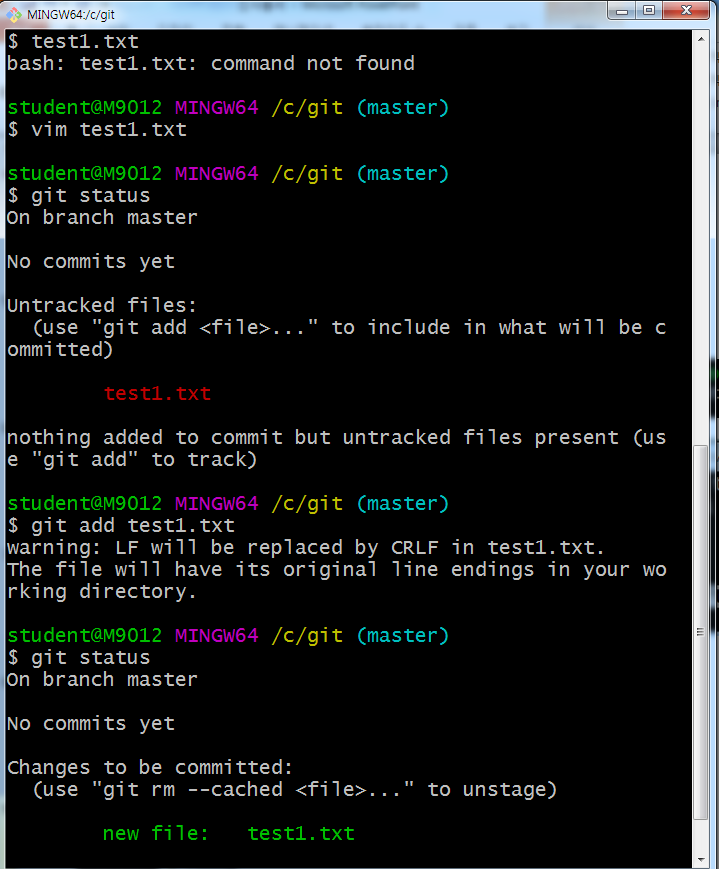 MINGW64:/c/git
$ test1.txt
bash: test1.txt: command not found
student@M9012 MINGW64 /c/git (master)
$ vim test1.txt
student@M9012 MINGW64 /c/git (master)
$ git status
On branch master
No commits yet
Untracked files:
  (use "git add <file>..." to include in what will be c
ommitted)
        test1.txt
nothing added to commit but untracked files present (us
e "git add" to track)
student@M9012 MINGW64 /c/git (master)
$ git add test1.txt
warning: LF will be replaced by CRLF in test1.txt.
The file will have its original line endings in your wo
rking directory.
student@M9012 MINGW64 /c/git (master)
$ git status
On branch master
No commits yet
Changes to be committed:
  (use "git rm --cached <file>..." to unstage)
        new file:   test1.txt